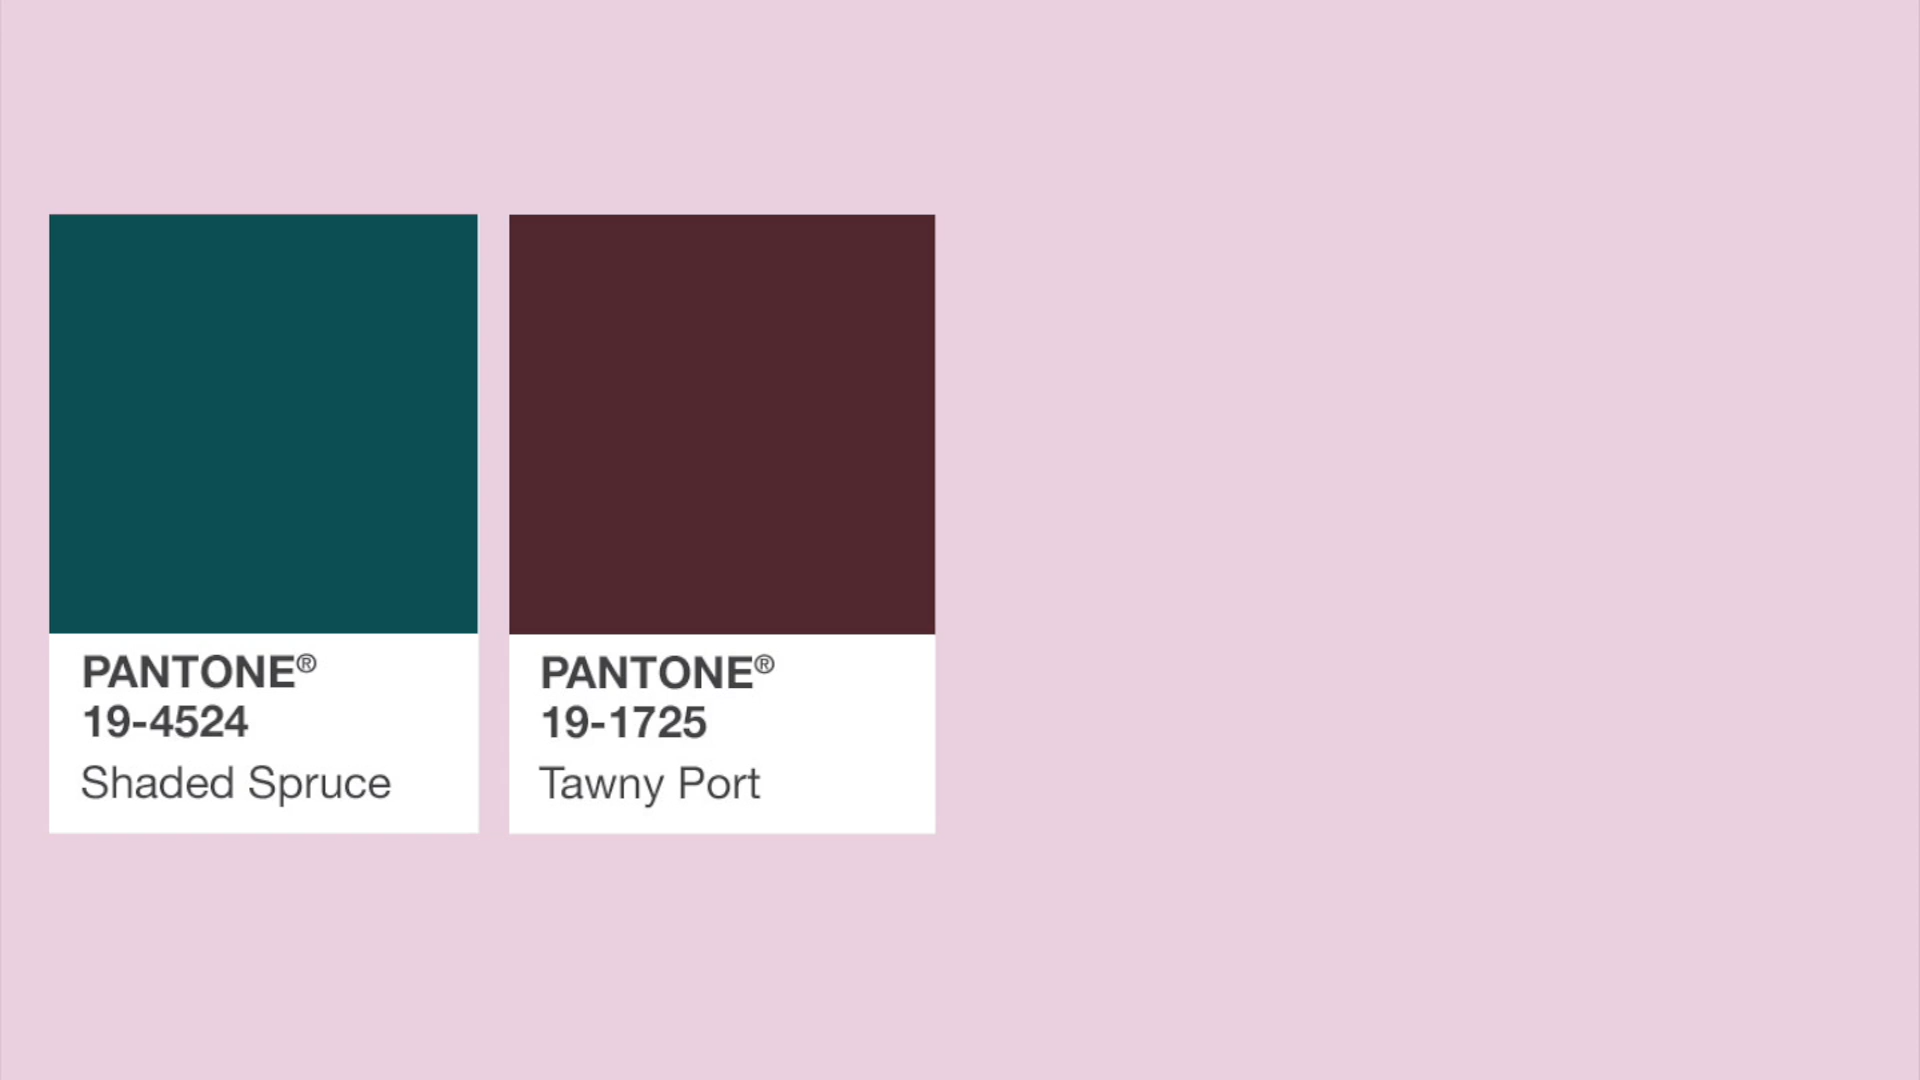 PANTONE®
19-4524
Shaded Spruce
PANTONE®
19-1725
Tawny Port